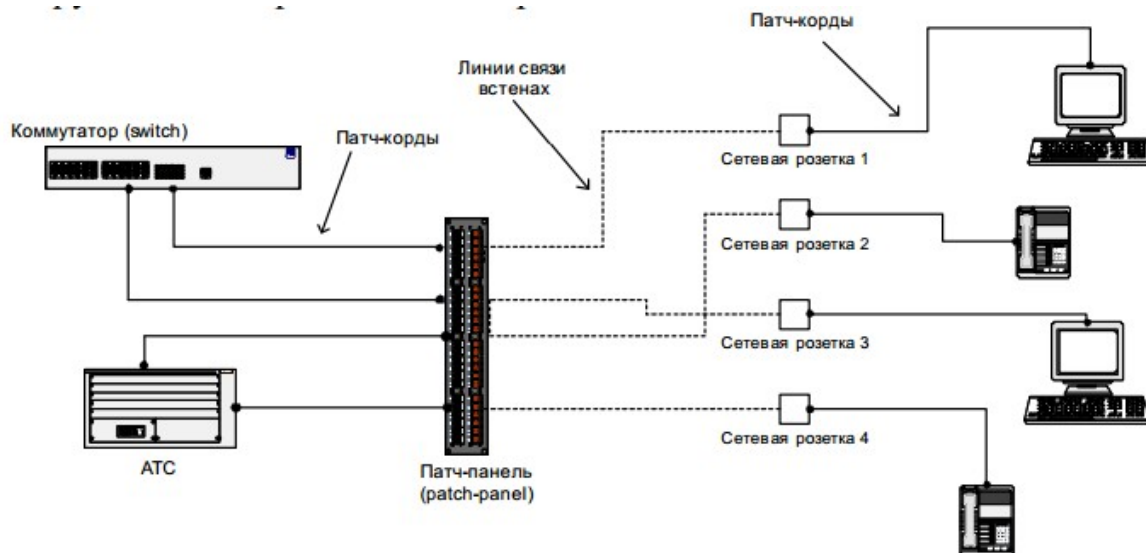 Патч-корды
Линии связи
встенах
Коммутатор (switch)
Патч-корды
Сетевая розетка 1
Сетевая розетка 2
Сетевая розетка 3
Сетевая розетка 4
АТС
Патч-панель
(patch-panel)